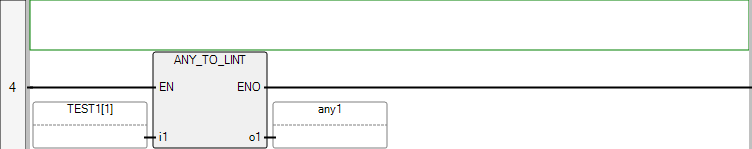 ANY_TO_LINT
4
EN
ENO
TEST1[1]
any1
i1
o1